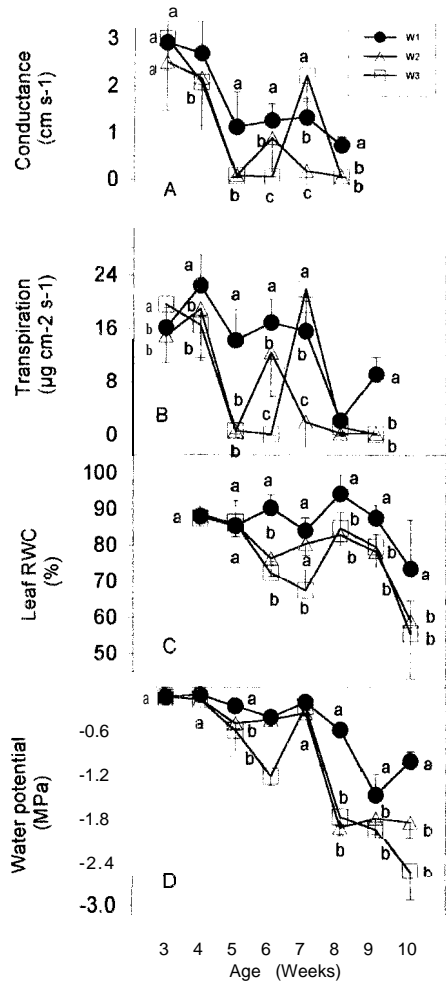 a
3
W1
W2
W3
a
2
b
a
a
a
1
b
a
b
0
A
b
c
c
b
Conductance
(cm s-1)
a
24
a
a
a
b
16
b
b
b
b
8
b
c
a
B
b
c
b
0
b
b
Transpiration
(µg cm-2 s-1)
100
a
a
a
a
a
90
a
b
b
b
80
a
a
b
70
a
b
b
60
b
C
b
50
Leaf RWC
(%)
a
a
b
a
-0.6
a
b
a
-1.2
b
b
-1.8
b
b
b
-2.4
b
D
b
-3.0
Water potential
(MPa)
3 4 5 6 7 8 9 10
Age (Weeks)